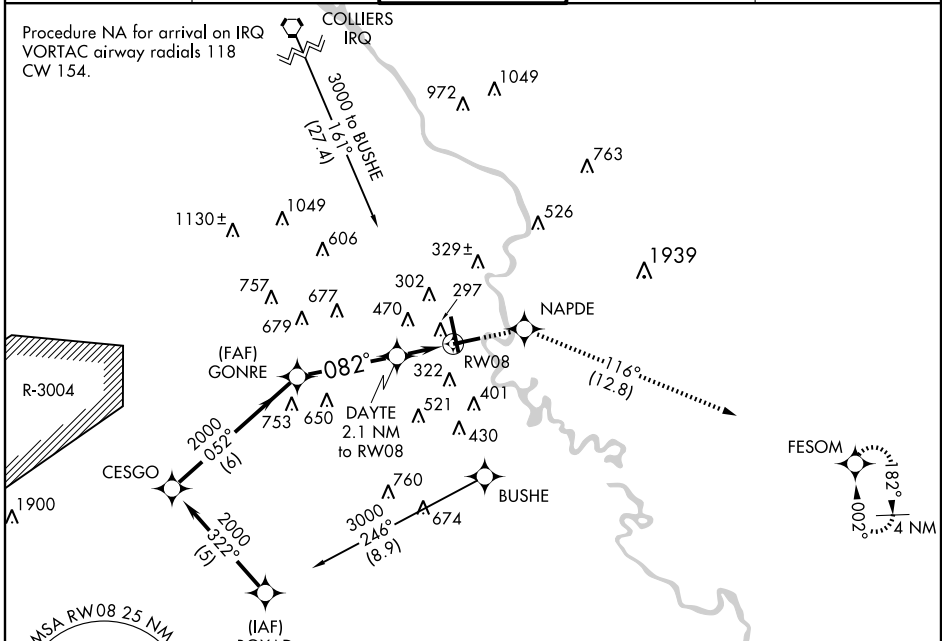 Procedure NA for arrival on IRQ
VORTAC airway radials 118
CW 154.
COLLIERS
IRQ
3000 to BUSHE
161°
(27.4)
972
1049
763
526
1939
1130±
1049
606
329±
757
679
677
302
470
297
NAPDE
(FAF)
GONRE
082°
RW08
R-3004
322
116°
(12.8)
753
650
DAYTE
2.1 NM
to RW08
521
401
430
2000
052°
(6)
CESGO
FESOM
BUSHE
760
674
182°
002°
4 NM
1900
3000
246°
(8.9)
2000
322°
(5)
(IAF)
MSA RW08 25 NM